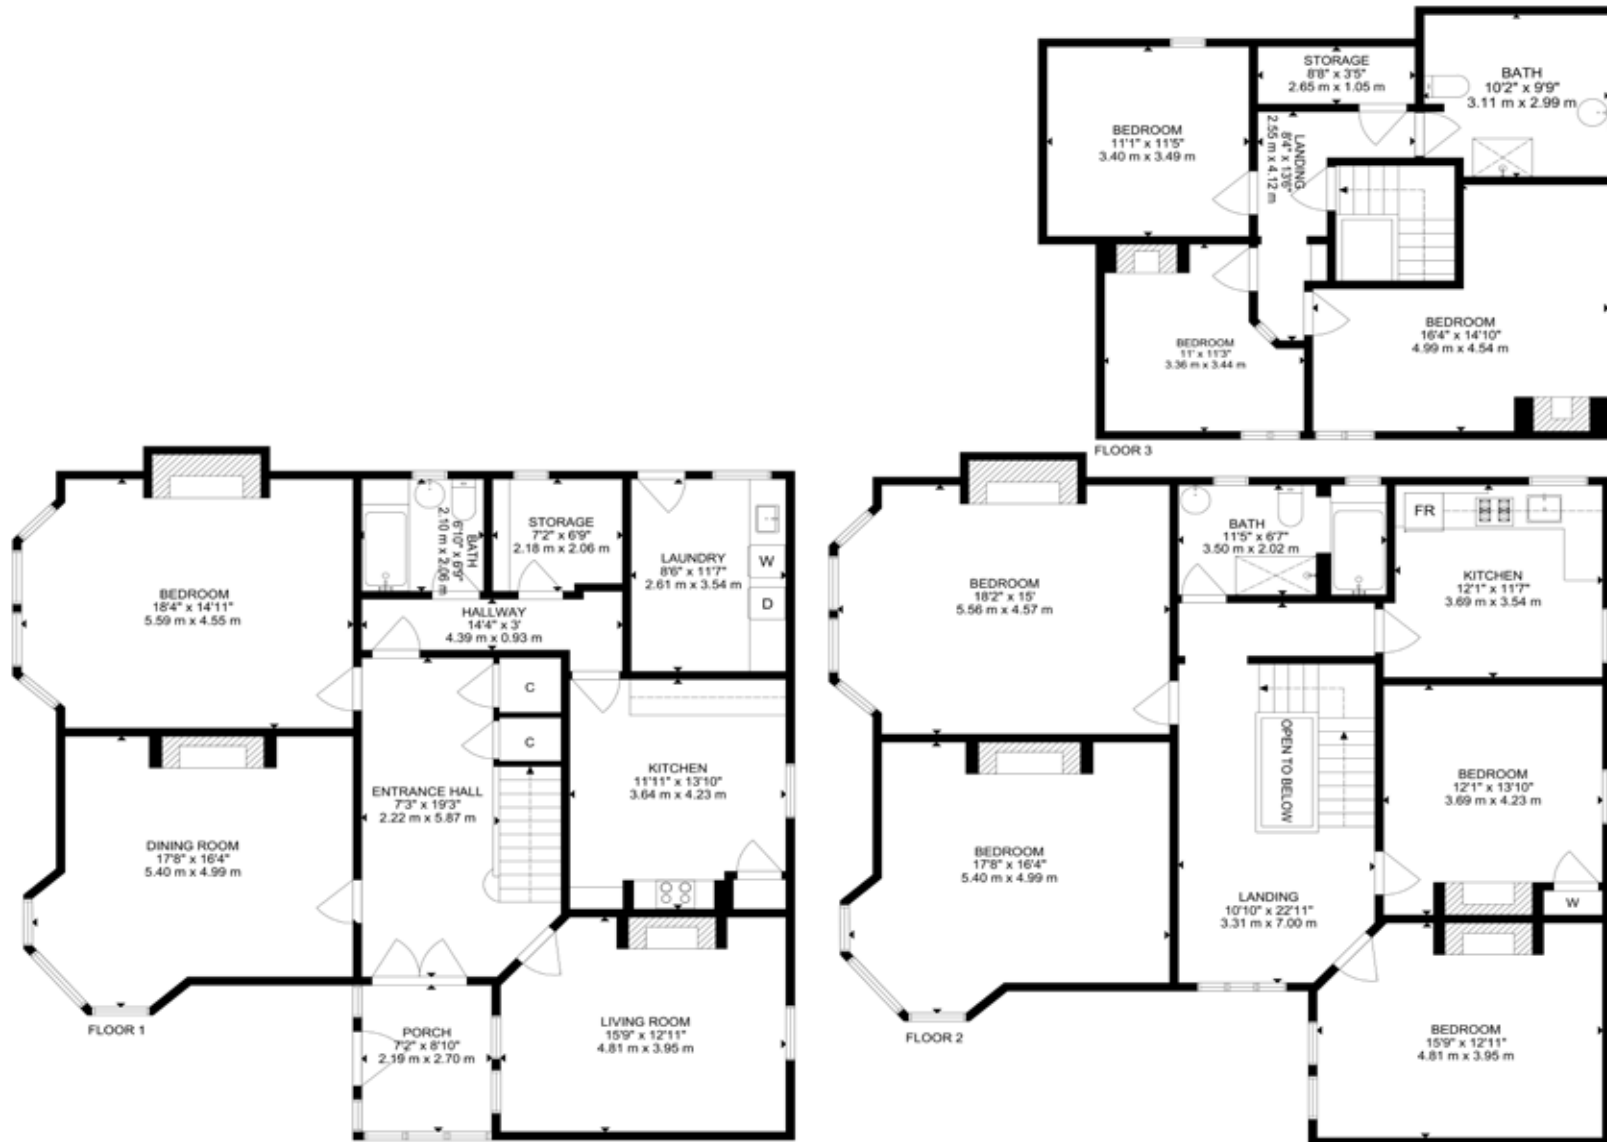 STORAGE
8'8" x 3'5"
2.65 m x 1.05 m
BATH
10'2" x 9'9"
3.11 m x 2.99 m
BEDROOM
11'1" x 11'5"
3.40 m x 3.49 m
LANDING
8'4" x 13'6"
2.55 m x 4.12 m
BEDROOM
11' x 11'3"
3.36 m x 3.44 m
BEDROOM
16'4" x 14'10"
4.99 m x 4.54 m
FLOOR 3
BEDROOM
18'4" x 14'11"
5.59 m x 4.55 m
BATH
6'10" x 6'9"
2.10 m x 2.06 m
STORAGE
7'2" x 6'9"
2.18 m x 2.06 m
LAUNDRY
8'6" x 11'7"
2.61 m x 3.54 m
W
D
HALLWAY
14'4" x 3'
4.39 m x 0.93 m
C
C
ENTRANCE HALL
7'3" x 19'3"
2.22 m x 5.87 m
KITCHEN
11'11" x 13'10"
3.64 m x 4.23 m
DINING ROOM
17'8" x 16'4"
5.40 m x 4.99 m
PORCH
7'2" x 8'10"
2.19 m x 2.70 m
LIVING ROOM
15'9" x 12'11"
4.81 m x 3.95 m
FLOOR 1
BEDROOM
18'2" x 15'
5.56 m x 4.57 m
BATH
11'5" x 6'7"
3.50 m x 2.02 m
FR
KITCHEN
12'1" x 11'7"
3.69 m x 3.54 m
OPEN TO BELOW
BEDROOM
12'1" x 13'10"
3.69 m x 4.23 m
W
BEDROOM
17'8" x 16'4"
5.40 m x 4.99 m
LANDING
10'10" x 22'11"
3.31 m x 7.00 m
BEDROOM
15'9" x 12'11"
4.81 m x 3.95 m
FLOOR 2